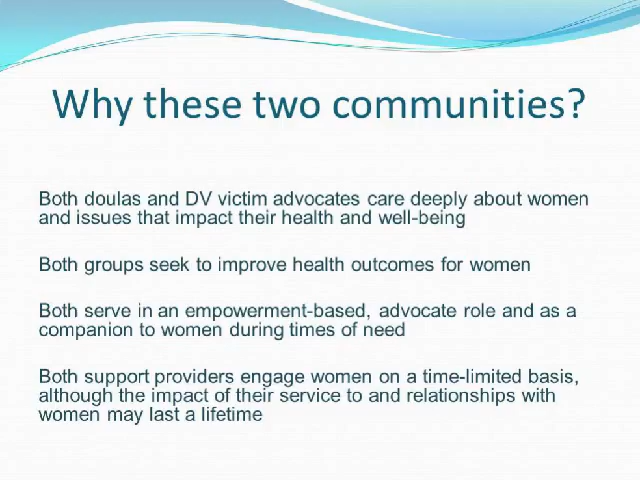 Why these two communities?
Both doulas and DV victim advocates care deeply about women
and issues that impact their health and well-being
Both groups seek to improve health outcomes for women
Both serve in an empowerment-based, advocate role and as a
companion to women during times of need
Both support providers engage women on a time-limited basis,
although the impact of their service to and relationships with
women may last a lifetime